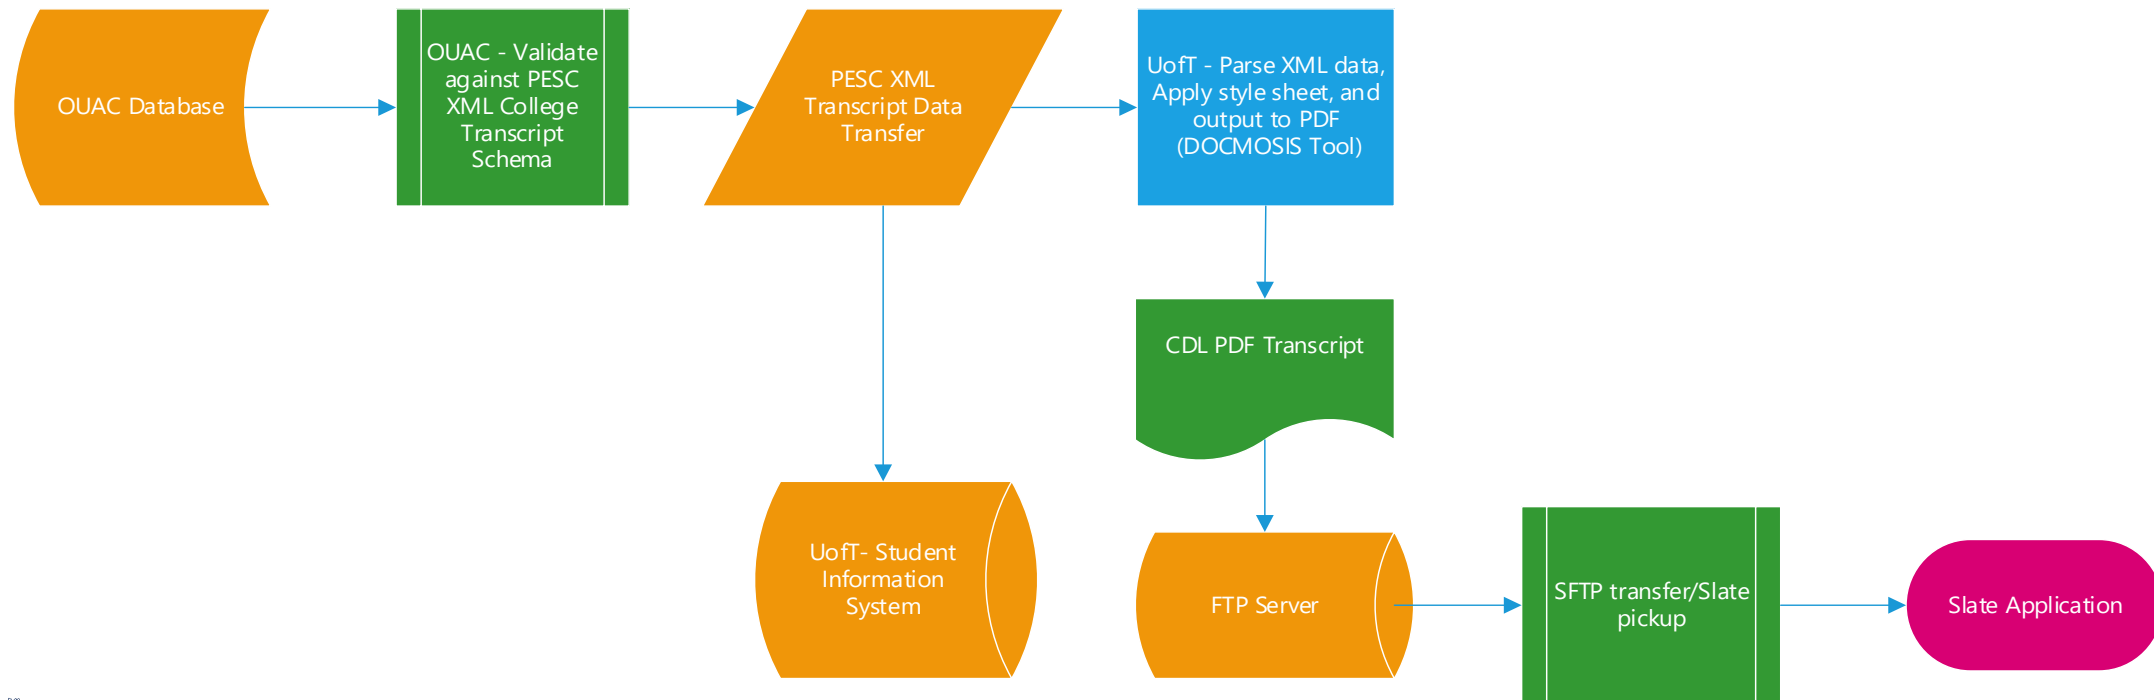 OUAC Database
OUAC - Validate
against PESC
XML College
Transcript
Schema
PESC XML
Transcript Data
Transfer
UofT - Parse XML data,
Apply style sheet, and
output to PDF
(DOCMOSIS Tool)
CDL PDF Transcript
UofT- Student
Information
System
FTP Server
SFTP transfer/Slate
pickup
Slate Application